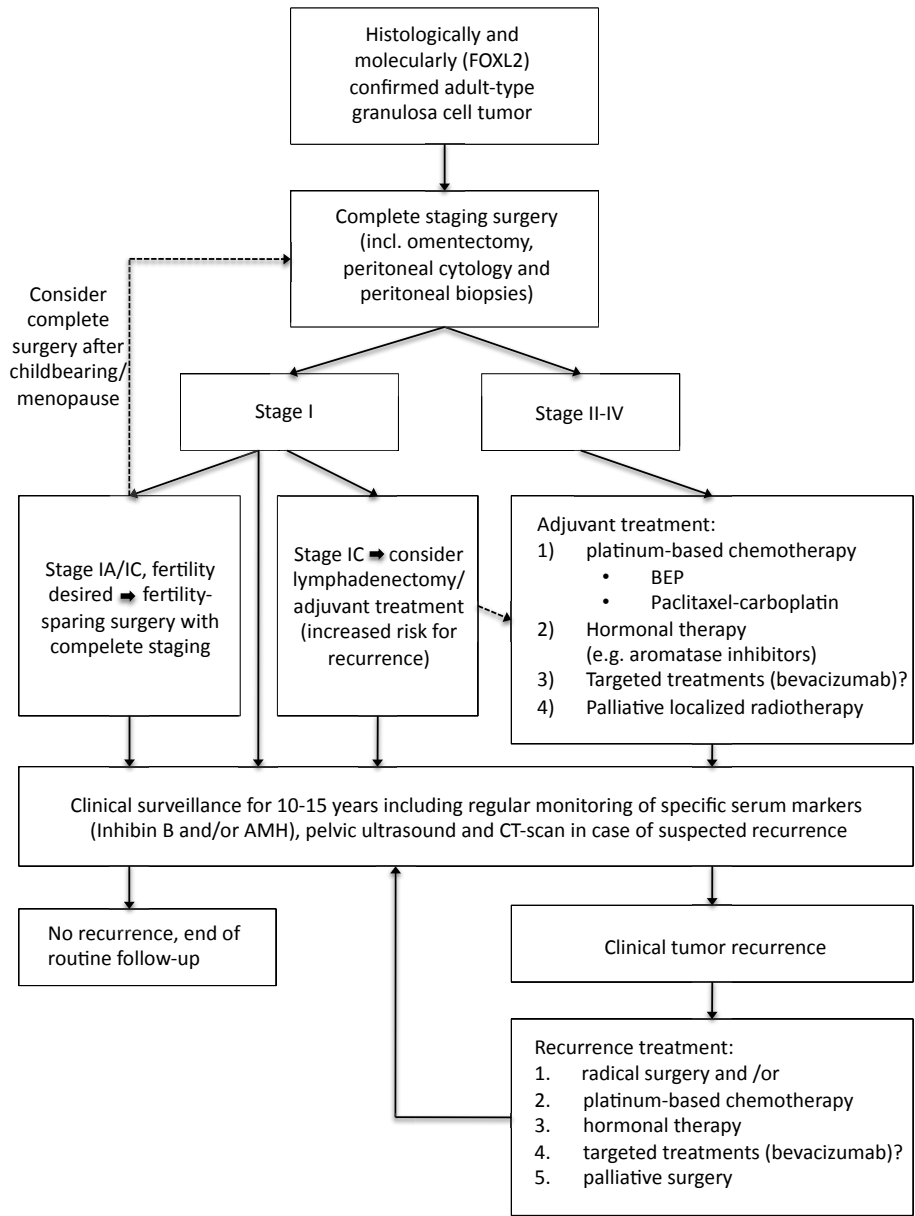 Histologically and
molecularly (FOXL2)
confirmed adult-type
granulosa cell tumor
Complete staging surgery
(incl. omentectomy,
peritoneal cytology and
peritoneal biopsies)
Consider
complete
surgery after
childbearing/
menopause
Stage I
Stage II-IV
Stage IA/IC, fertility
desired ➡ fertility-
sparing surgery with
compelete staging
Stage IC ➡ consider
lymphadenectomy/
adjuvant treatment
(increased risk for
recurrence)
Adjuvant treatment:
1) platinum-based chemotherapy
• BEP
• Paclitaxel-carboplatin
2) Hormonal therapy
(e.g. aromatase inhibitors)
3) Targeted treatments (bevacizumab)?
4) Palliative localized radiotherapy
Clinical surveillance for 10-15 years including regular monitoring of specific serum markers
(Inhibin B and/or AMH), pelvic ultrasound and CT-scan in case of suspected recurrence
No recurrence, end of
routine follow-up
Clinical tumor recurrence
Recurrence treatment:
1. radical surgery and /or
2. platinum-based chemotherapy
3. hormonal therapy
4. targeted treatments (bevacizumab)?
5. palliative surgery